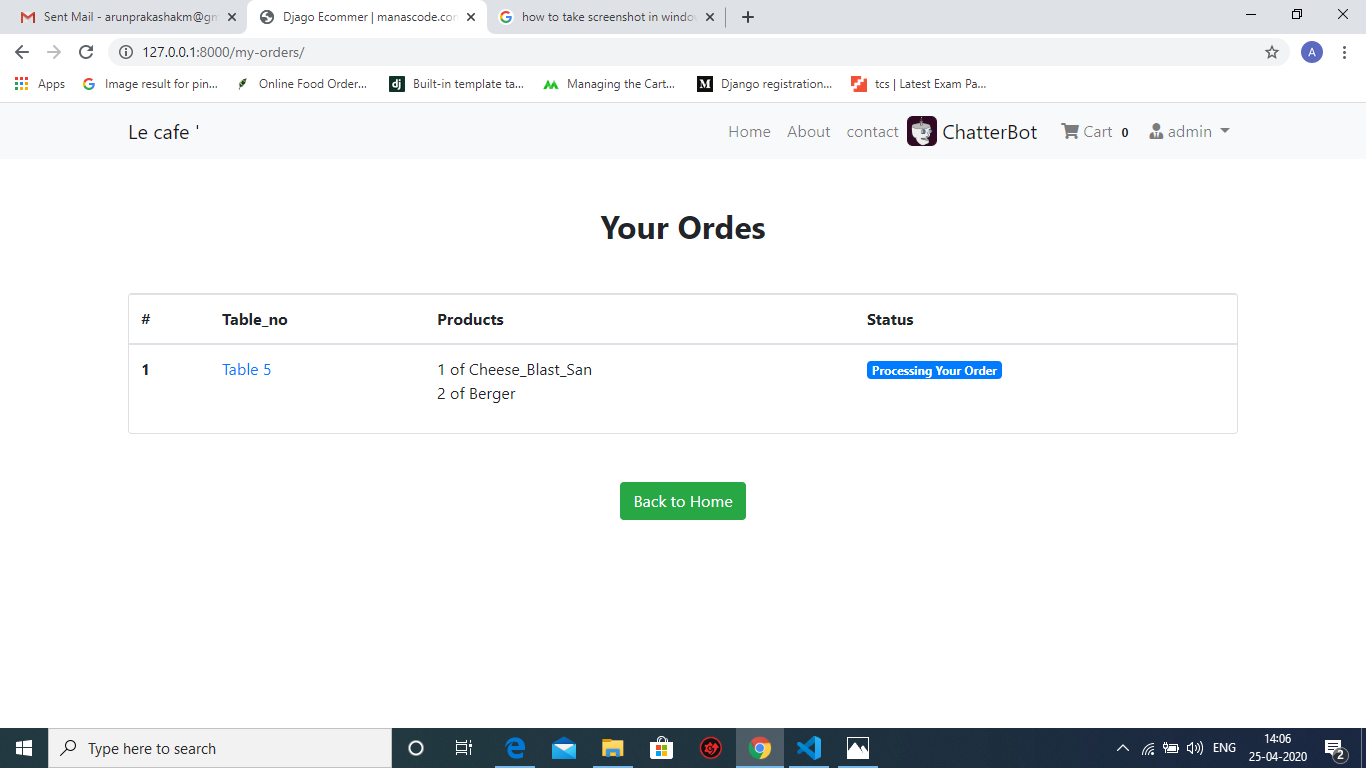 Sent Mail - arunprakashakm@gm
Djago Ecommer | manascode.com
how to take screenshot in window
127.0.0.1:8000/my-orders/
A
Apps
Image result for pin...
Online Food Order...
dj Built-in template ta...
Managing the Cart...
M Django registration...
tcs | Latest Exam Pa...
Le cafe '
Home About contact ChatterBot Cart 0 admin
Your Ordes
# Table_no Products Status
1 Table 5 1 of Cheese_Blast_San Processing Your Order
2 of Berger
Back to Home
Type here to search
ENG
14:06
25-04-2020
2